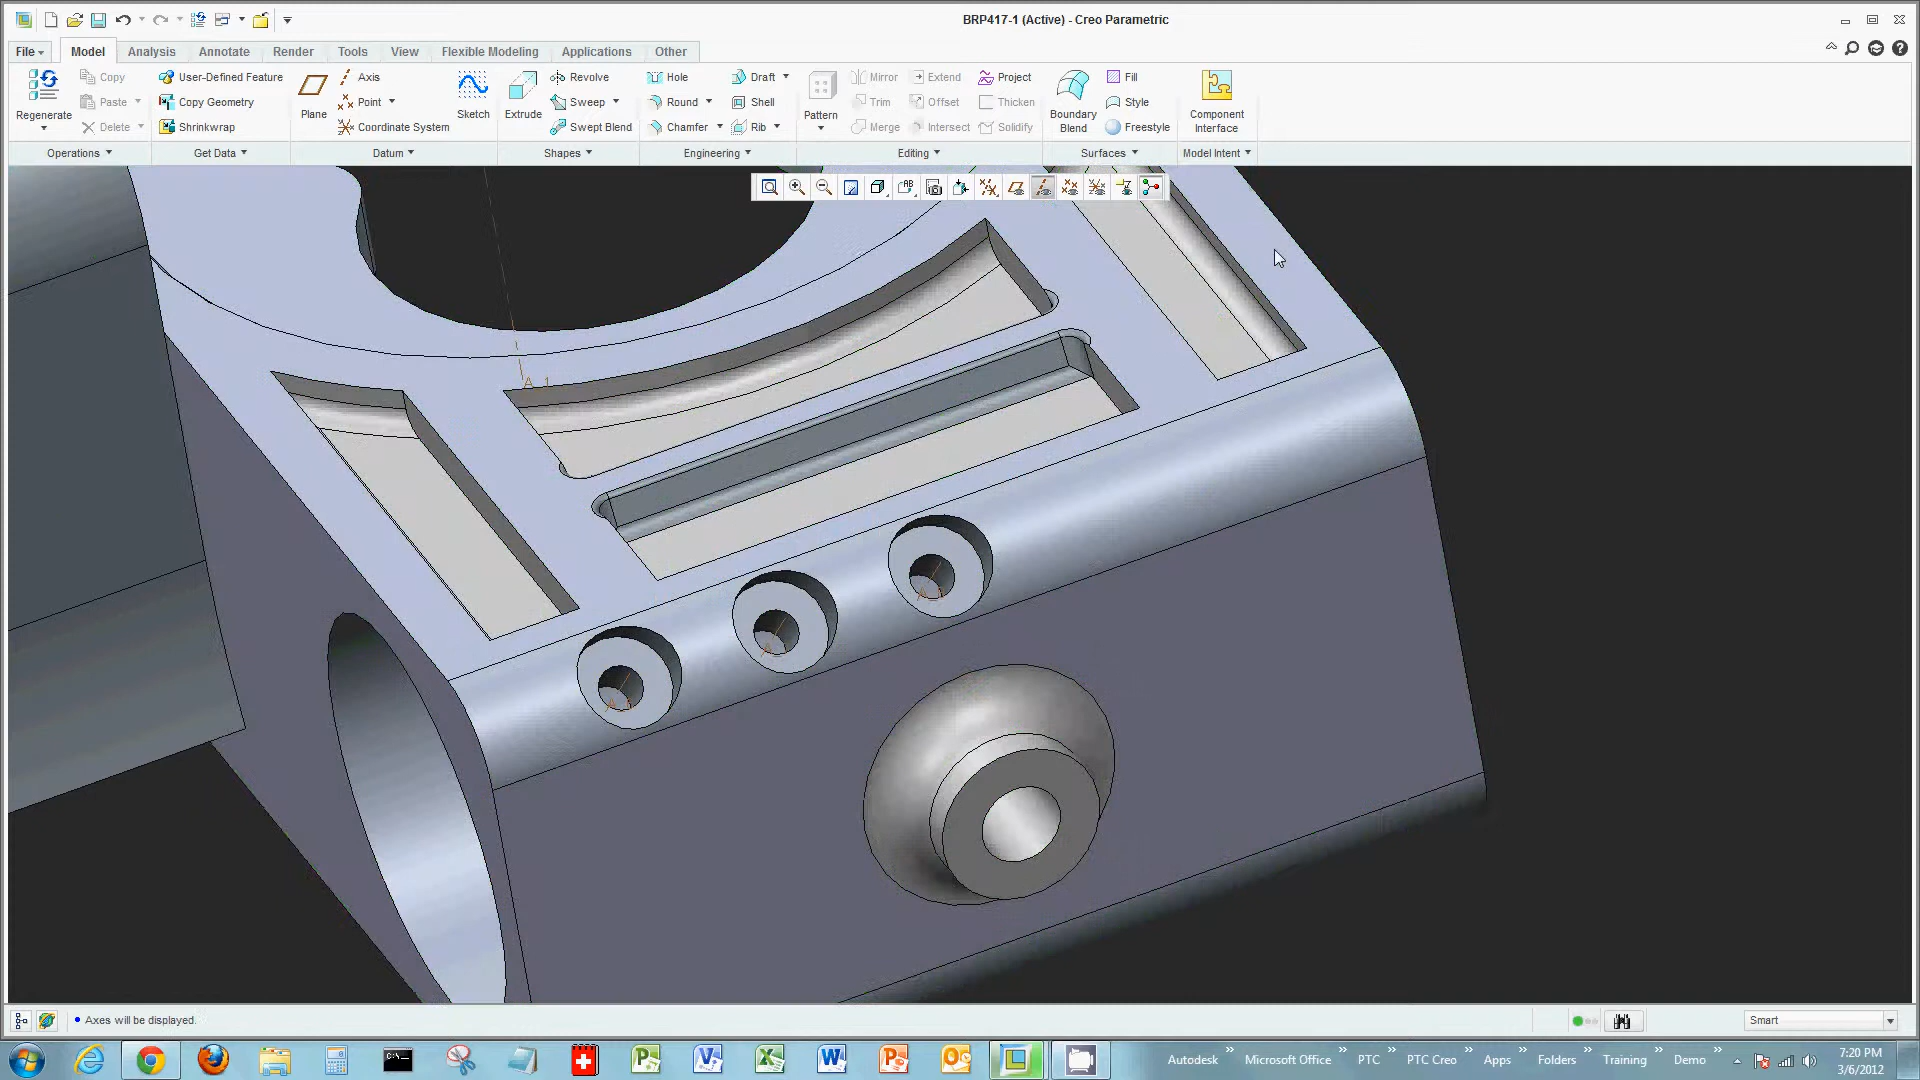 BRP417-1 (Active) - Creo Parametric
File Model Analysis Annotate Render Tools View Flexible Modeling Applications Other
Regenerate
Copy
Paste
Delete
Operations
User-Defined Feature
Copy Geometry
Shrinkwrap
Get Data
Plane
Axis
Point
Coordinate System
Sketch
Datum
Extrude
Revolve
Sweep
Swept Blend
Shapes
Hole
Round
Chamfer
Draft
Shell
Rib
Engineering
Pattern
Mirror
Trim
Merge
Extend
Offset
Intersect
Project
Thicken
Solidify
Editing
Boundary
Blend
Fill
Style
Freestyle
Surfaces
Component
Interface
Model Intent
A_1
Axes will be displayed.
Smart
Autodesk Microsoft Office PTC PTC Creo Apps Folders Training Demo
7:20 PM
3/6/2012